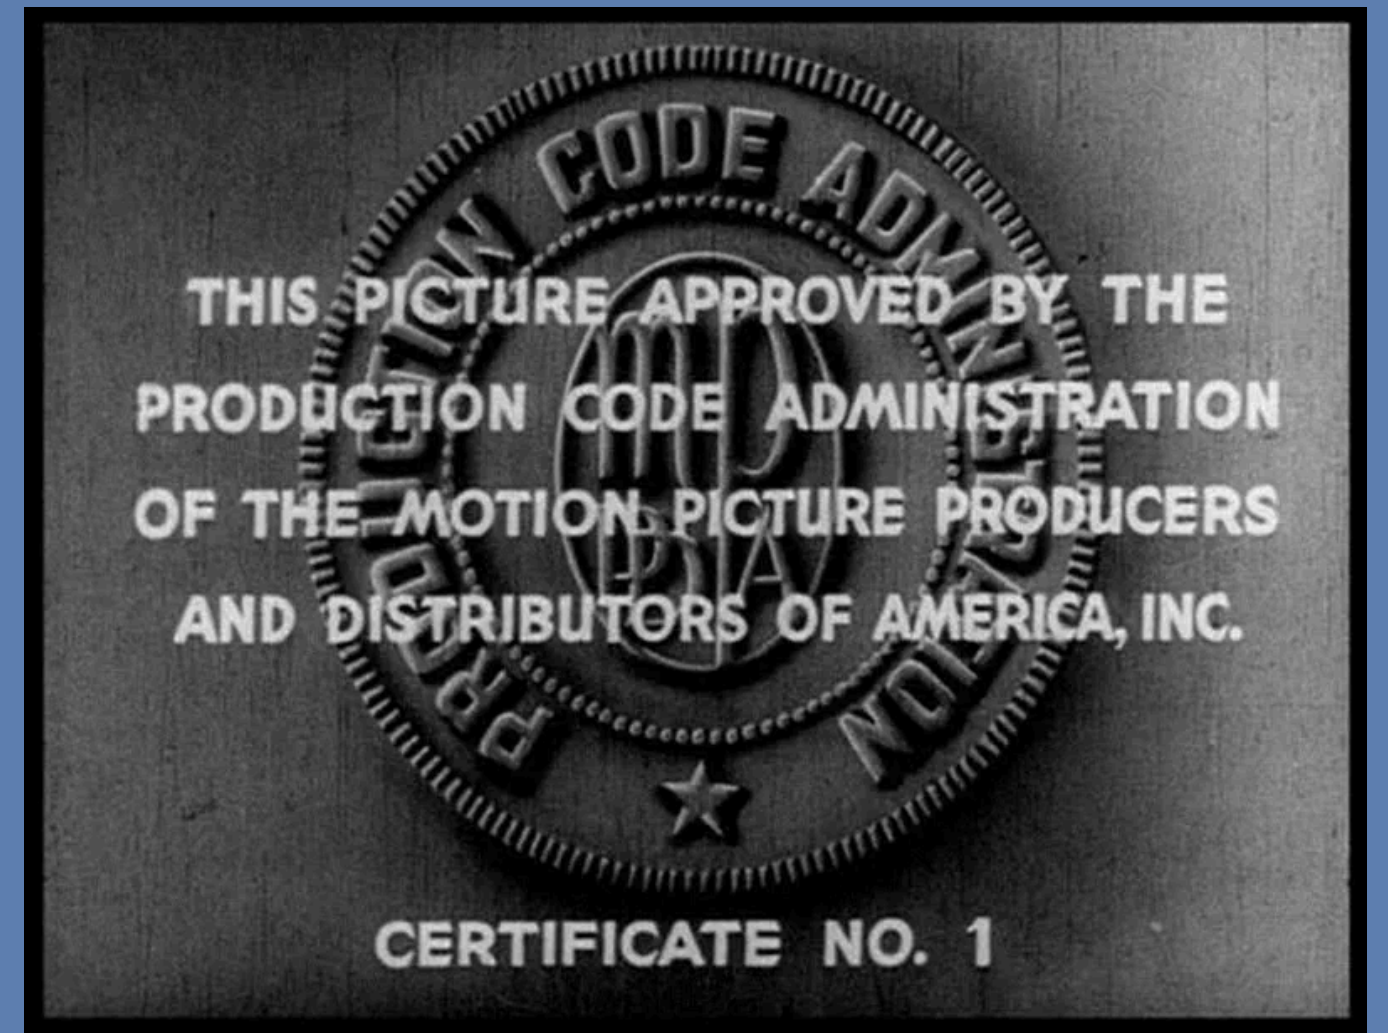 PRODUCTION CODE ADMINISTRATION
MPPDA
THIS PICTURE APPROVED BY THE
PRODUCTION CODE ADMINISTRATION
OF THE MOTION PICTURE PRODUCERS
AND DISTRIBUTORS OF AMERICA, INC.
CERTIFICATE NO. 1